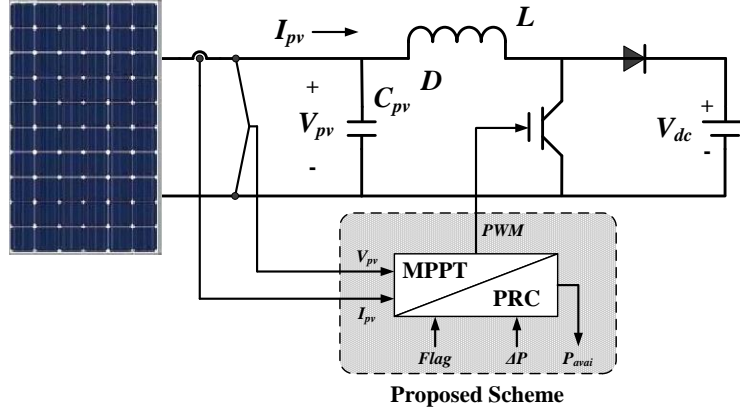 I_pv
L
D
+
V_pv
-
C_pv
+
V_dc
-
PWM
V_pv
MPPT
PRC
I_pv
Flag
ΔP
P_avai
Proposed Scheme